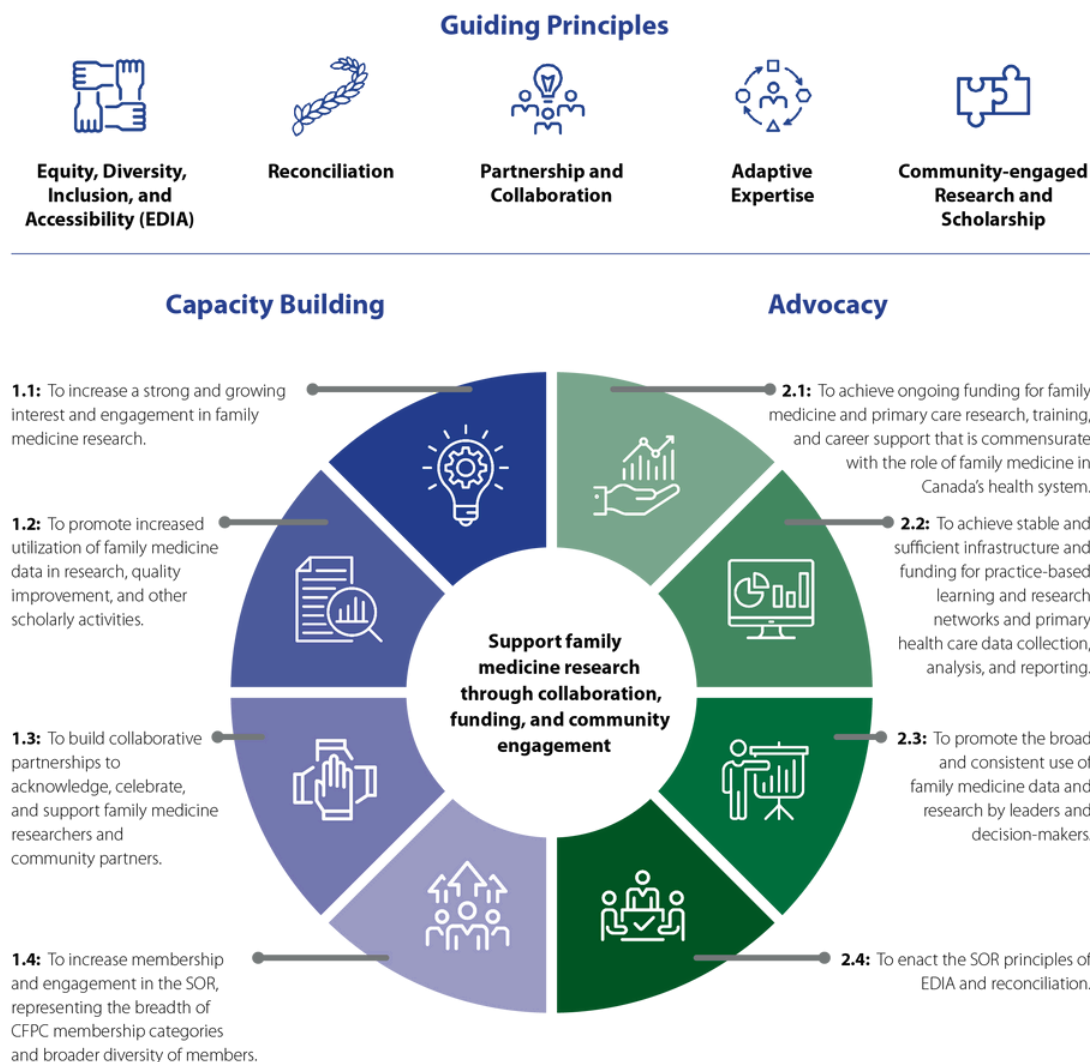 Guiding Principles
Equity, Diversity,
Inclusion, and
Accessibility (EDIA)
Reconciliation
Partnership and
Collaboration
Adaptive
Expertise
Community-engaged
Research and
Scholarship
Capacity Building
1.1: To increase a strong and growing
interest and engagement in family
medicine research.
1.2: To promote increased
utilization of family medicine
data in research, quality
improvement, and other
scholarly activities.
1.3: To build collaborative
partnerships to
acknowledge, celebrate,
and support family medicine
researchers and
community partners.
1.4: To increase membership
and engagement in the SOR,
representing the breadth of
CFPC membership categories
and broader diversity of members.
Support family
medicine research
through collaboration,
funding, and community
engagement
Advocacy
2.1: To achieve ongoing funding for family
medicine and primary care research, training,
and career support that is commensurate
with the role of family medicine in
Canada's health system.
2.2: To achieve stable and
sufficient infrastructure and
funding for practice-based
learning and research
networks and primary
health care data collection,
analysis, and reporting.
2.3: To promote the broad
and consistent use of
family medicine data and
research by leaders and
decision-makers.
2.4: To enact the SOR principles of
EDIA and reconciliation.